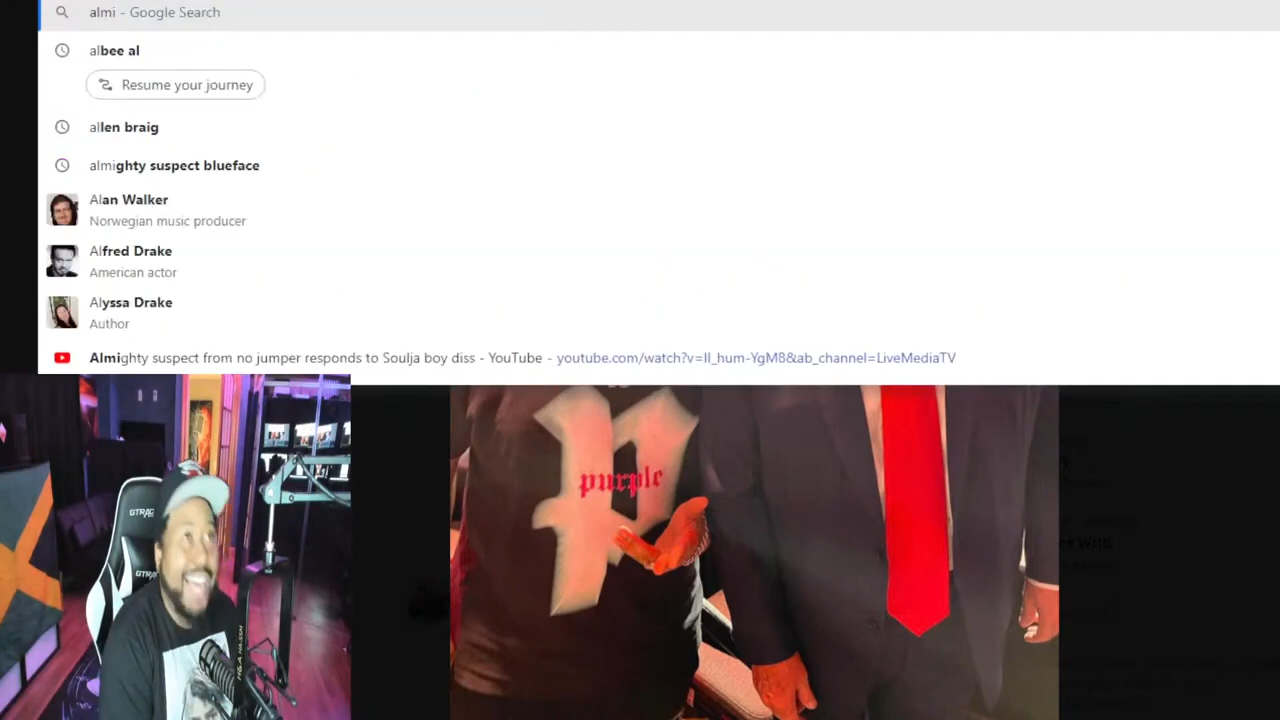 almi - Google Search
albee al
Resume your journey
allen braig
almighty suspect blueface
Alan Walker
Norwegian music producer
Alfred Drake
American actor
Alyssa Drake
Author
Almighty suspect from no jumper responds to Soulja boy diss - YouTube - youtube.com/watch?v=Il_hum-YgM8&ab_channel=LiveMediaTV
purple
GTRAC
GTRA